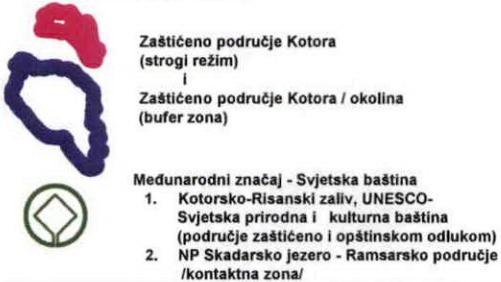 Zaštićeno područje Kotora
(strogi režim)
i
Zaštićeno područje Kotora / okolina
(bufer zona)
Međunarodni značaj - Svjetska baština
1. Kotorsko-Risanski zaliv, UNESCO-
Svjetska prirodna i kulturna baština
(područje zaštićeno i opštinskom odlukom)
2. NP Skadarsko jezero - Ramsarsko područje
/kontaktna zona/